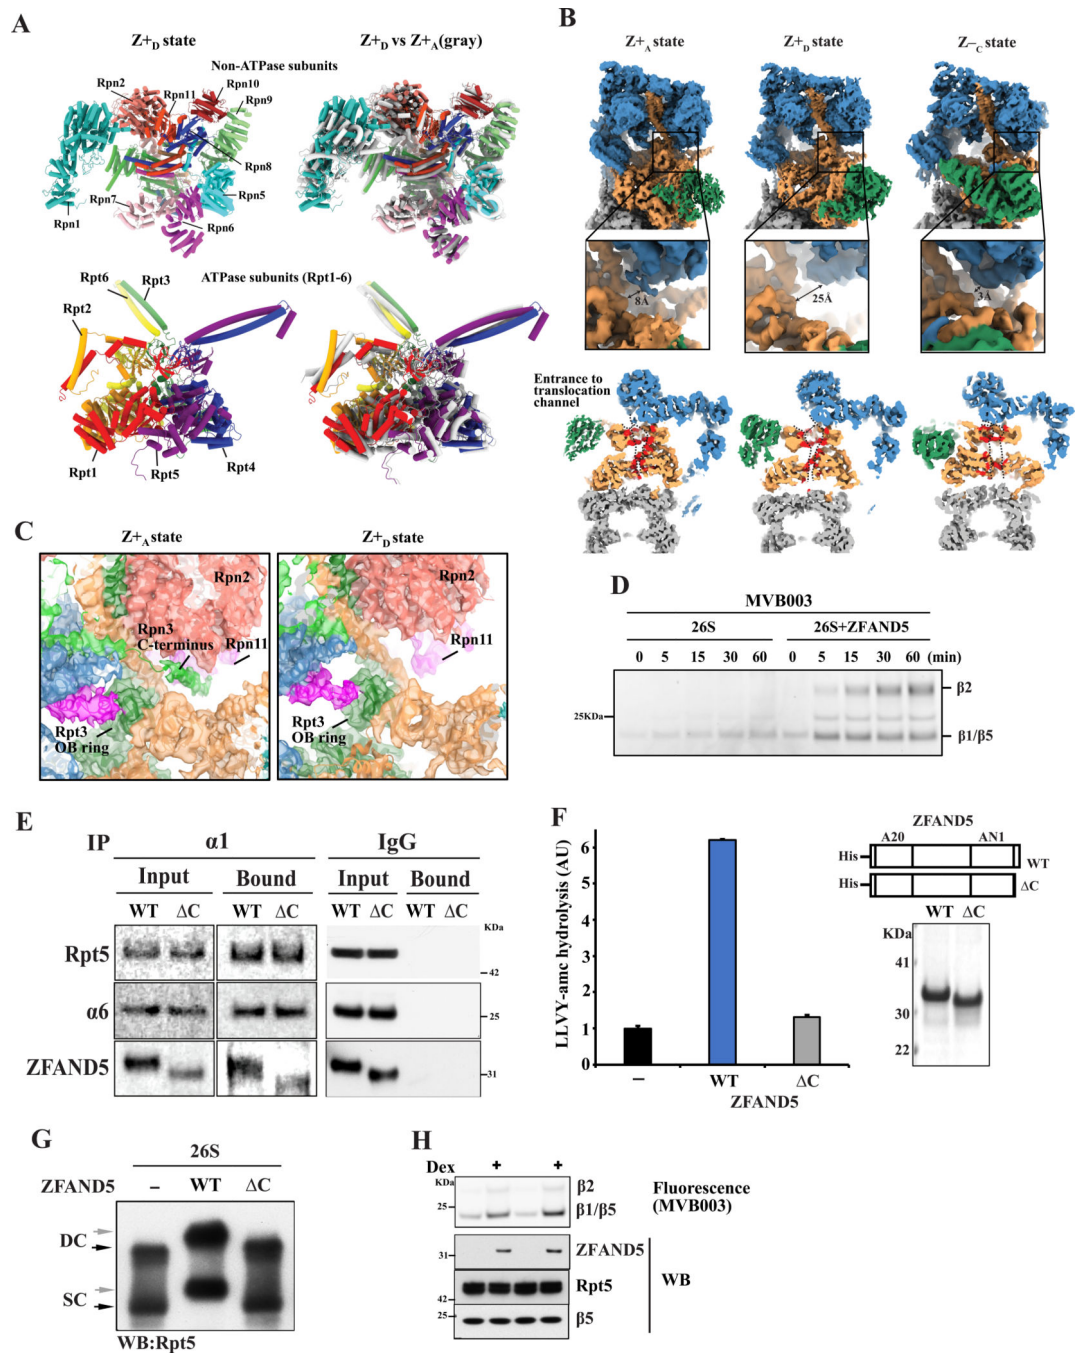 A
Z+D state
Z+D vs Z+A(gray)
Non-ATPase subunits
Rpn2
Rpn11
Rpn10
Rpn9
Rpn8
Rpn7
Rpn5
Rpn1
Rpn6
ATPase subunits (Rpt1-6)
Rpt6
Rpt3
Rpt2
Rpt1
Rpt5
Rpt4
B
Z+A state
Z+D state
Z–C state
8Å
25Å
3Å
Entrance to
translocation
channel
C
Z+A state
Z+D state
Rpn2
Rpn3
C-terminus
Rpn11
Rpt3
OB ring
Rpn2
Rpn11
Rpt3
OB ring
D
MVB003
26S
26S+ZFAND5
0 5 15 30 60 0 5 15 30 60 (min)
β2
25KDa
β1/β5
E
IP
α1
IgG
Input
Bound
Input
Bound
WT ΔC WT ΔC WT ΔC WT ΔC
KDa
Rpt5
42
α6
25
ZFAND5
31
F
LLVY-amc hydrolysis (AU)
6
5
4
3
2
1
0
– WT ΔC
ZFAND5
ZFAND5
A20
AN1
His
WT
His
ΔC
WT ΔC
KDa
41
30
22
G
26S
ZFAND5 – WT ΔC
DC
SC
WB:Rpt5
H
Dex + +
KDa
25
β2
β1/β5
Fluorescence
(MVB003)
31
ZFAND5
Rpt5
WB
42
25
β5